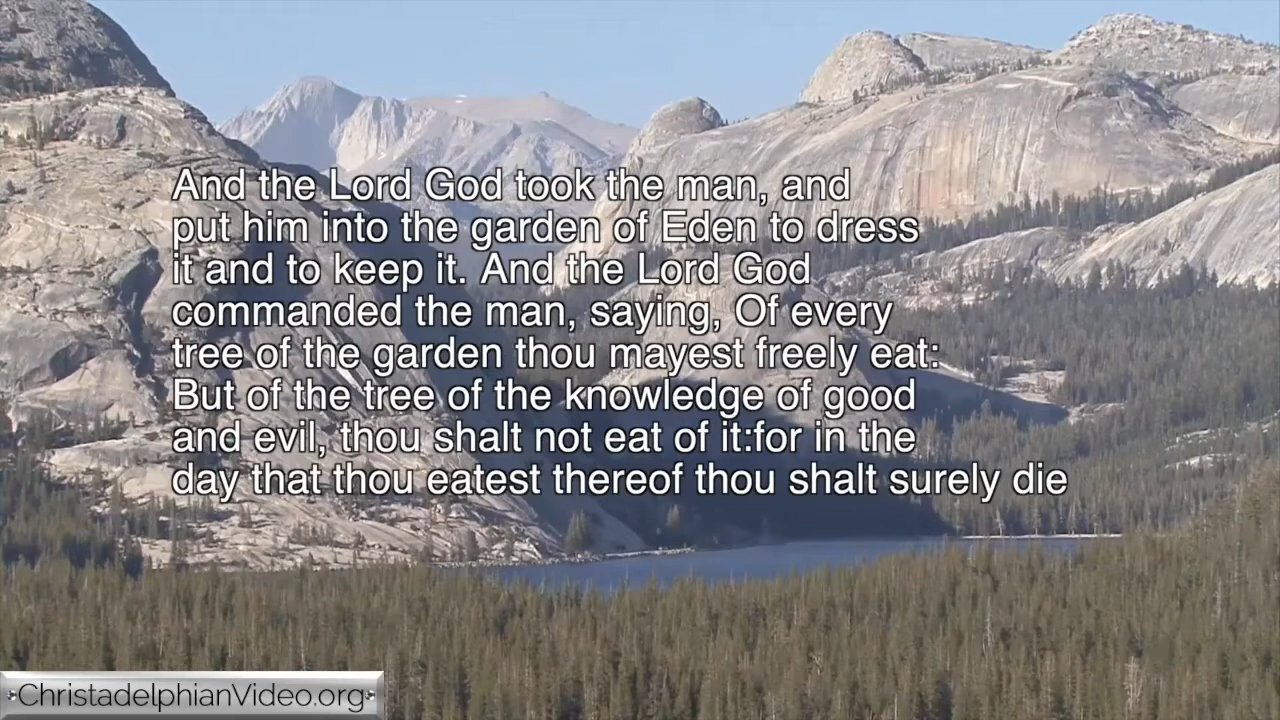 And the Lord God took the man, and
put him into the garden of Eden to dress
it and to keep it. And the Lord God
commanded the man, saying, Of every
tree of the garden thou mayest freely eat:
But of the tree of the knowledge of good
and evil, thou shalt not eat of it:for in the
day that thou eatest thereof thou shalt surely die
ChristadelphianVideo.org